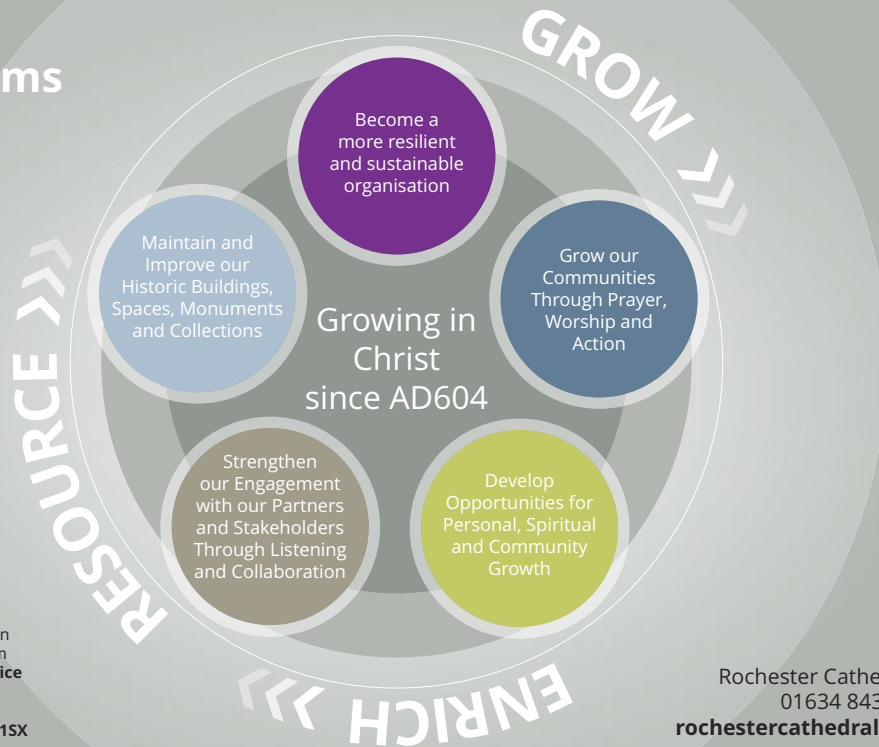 ms
GROW
Become a
more resilient
and sustainable
organisation
Maintain and
Improve our
Historic Buildings,
Spaces, Monuments
and Collections
Grow our
Communities
Through Prayer,
Worship and
Action
Growing in
Christ
since AD604
RESOURCE
Strengthen
our Engagement
with our Partners
and Stakeholders
Through Listening
and Collaboration
Develop
Opportunities for
Personal, Spiritual
and Community
Growth
ENRICH
n
ice
1SX
Rochester Cathe
01634 843
rochestercathedral